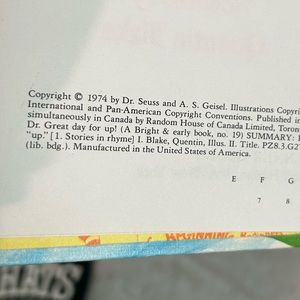 Copyright © 1974 by Dr. Seuss and A. S. Geisel. Illustrations Copyri
International and Pan-American Copyright Conventions. Published in
simultaneously in Canada by Random House of Canada Limited, Toron
Dr. Great day for up! (A Bright & early book, no. 19) SUMMARY:
"up." [1. Stories in rhyme] I. Blake, Quentin, Illus. II. Title. PZ8.3.G2
(lib. bdg.). Manufactured in the United States of America.
E F G
7 8
BEGINNING
HATS